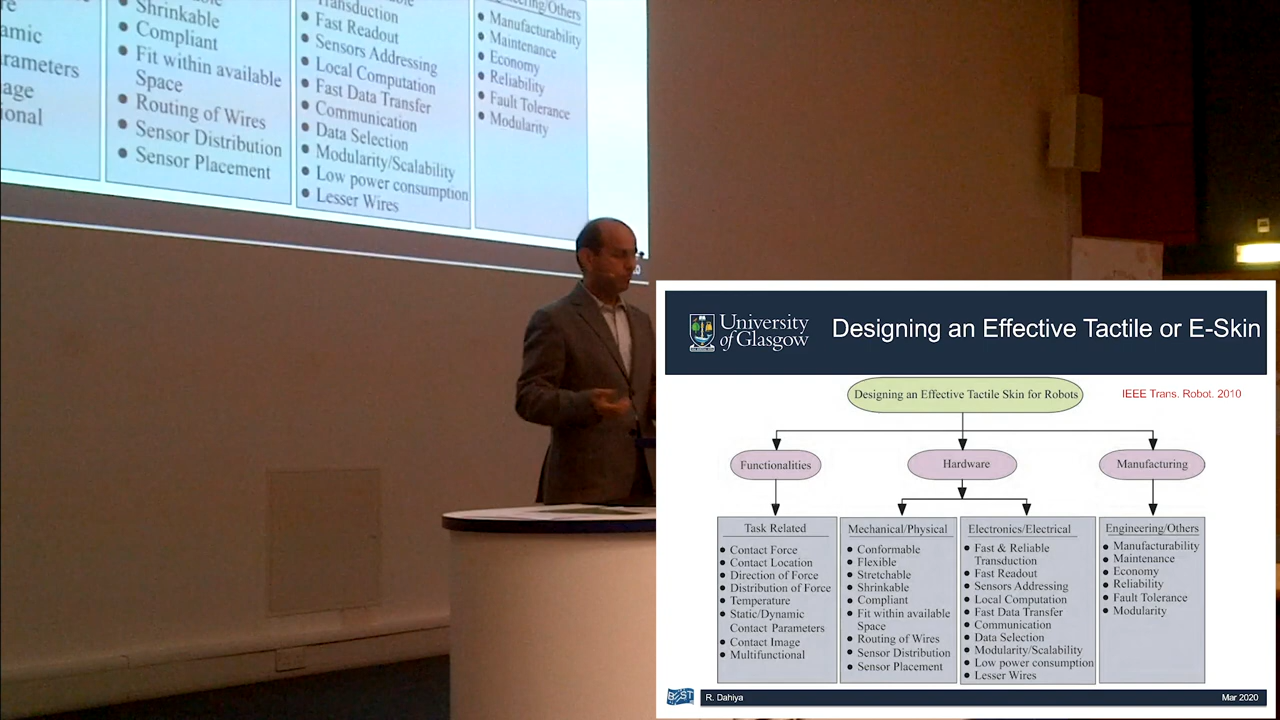 Shrinkable
Compliant
Fit within available
Space
Routing of Wires
Sensor Distribution
Sensor Placement
Transduction
Fast Readout
Sensors Addressing
Local Computation
Fast Data Transfer
Communication
Data Selection
Modularity/Scalability
Low power consumption
Lesser Wires
Manufacturability
Maintenance
Economy
Reliability
Fault Tolerance
Modularity
University
of Glasgow
Designing an Effective Tactile or E-Skin
Designing an Effective Tactile Skin for Robots
IEEE Trans. Robot. 2010
Functionalities
Hardware
Manufacturing
Task Related
Contact Force
Contact Location
Direction of Force
Distribution of Force
Temperature
Static/Dynamic
Contact Parameters
Contact Image
Multifunctional
Mechanical/Physical
Conformable
Flexible
Stretchable
Shrinkable
Compliant
Fit within available
Space
Routing of Wires
Sensor Distribution
Sensor Placement
Electronics/Electrical
Fast & Reliable
Transduction
Fast Readout
Sensors Addressing
Local Computation
Fast Data Transfer
Communication
Data Selection
Modularity/Scalability
Low power consumption
Lesser Wires
Engineering/Others
Manufacturability
Maintenance
Economy
Reliability
Fault Tolerance
Modularity
BEST
R. Dahiya
Mar 2020